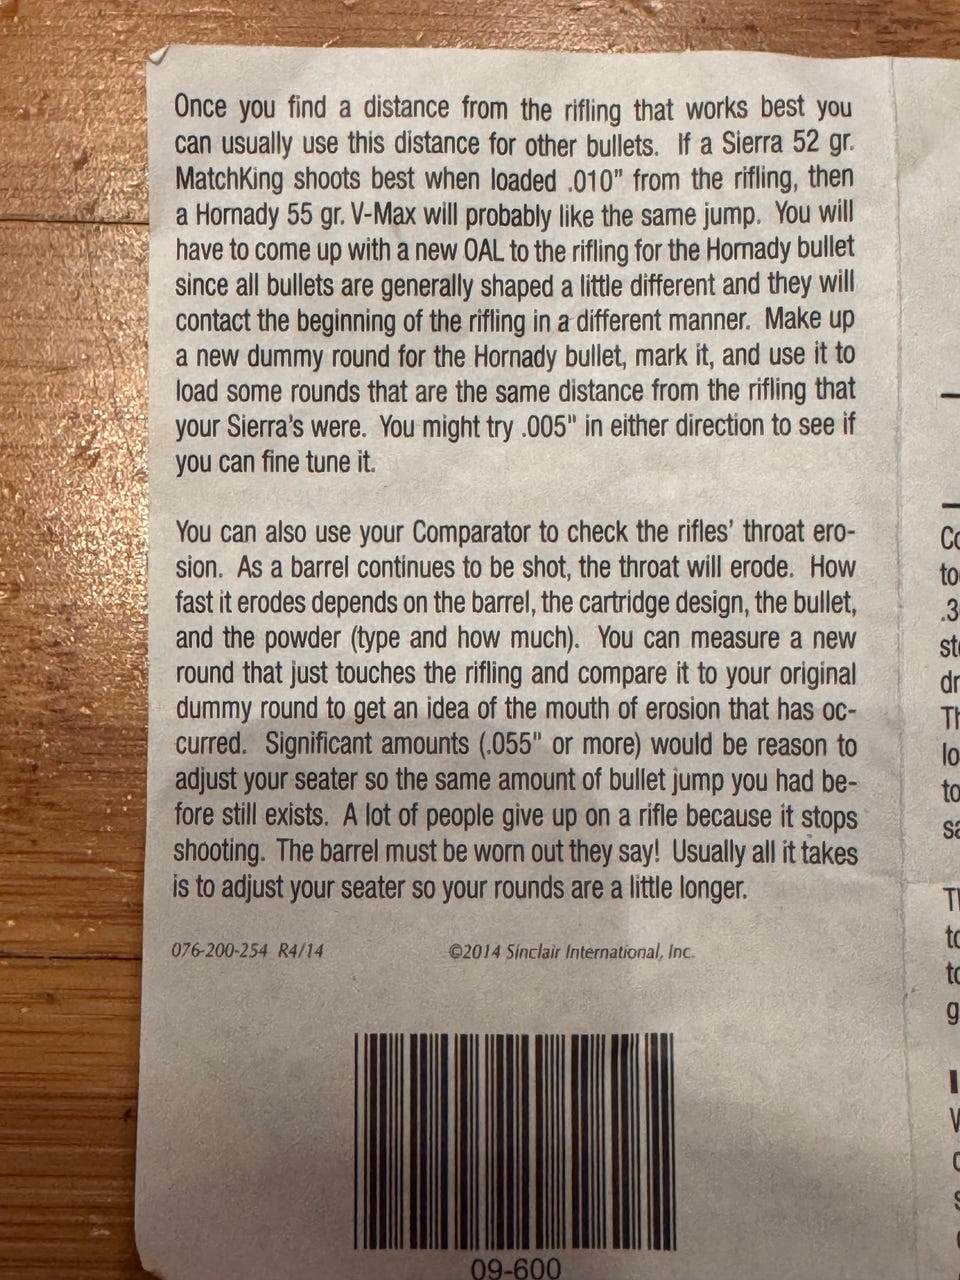 Once you find a distance from the rifling that works best you
can usually use this distance for other bullets. If a Sierra 52 gr.
MatchKing shoots best when loaded .010" from the rifling, then
a Hornady 55 gr. V-Max will probably like the same jump. You will
have to come up with a new OAL to the rifling for the Hornady bullet
since all bullets are generally shaped a little different and they will
contact the beginning of the rifling in a different manner. Make up
a new dummy round for the Hornady bullet, mark it, and use it to
load some rounds that are the same distance from the rifling that
your Sierra's were. You might try .005" in either direction to see if
you can fine tune it.
You can also use your Comparator to check the rifles' throat ero-
sion. As a barrel continues to be shot, the throat will erode. How
fast it erodes depends on the barrel, the cartridge design, the bullet,
and the powder (type and how much). You can measure a new
round that just touches the rifling and compare it to your original
dummy round to get an idea of the mouth of erosion that has oc-
curred. Significant amounts (.055" or more) would be reason to
adjust your seater so the same amount of bullet jump you had be-
fore still exists. A lot of people give up on a rifle because it stops
shooting. The barrel must be worn out they say! Usually all it takes
is to adjust your seater so your rounds are a little longer.
076-200-254 R4/14 ©2014 Sinclair International, Inc.
09-600